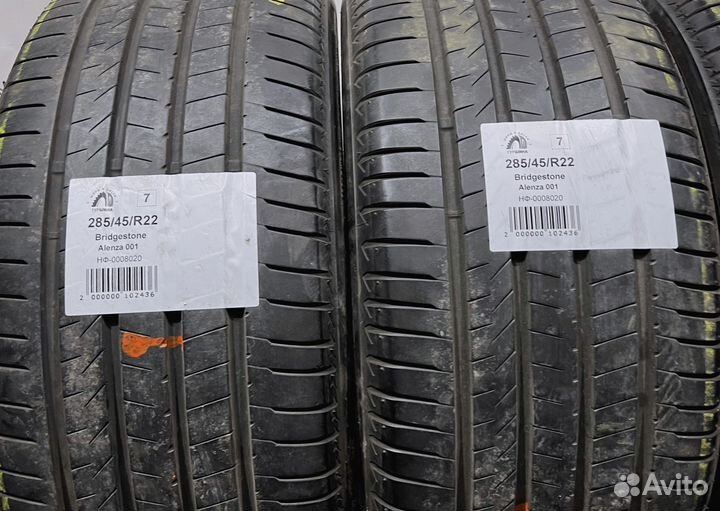 7
285/45/R22
Bridgestone
Alenza 001
НФ-0008020
2 000000 102436
7
285/45/R22
Bridgestone
Alenza 001
НФ-0008020
2 000000 102436
Avito